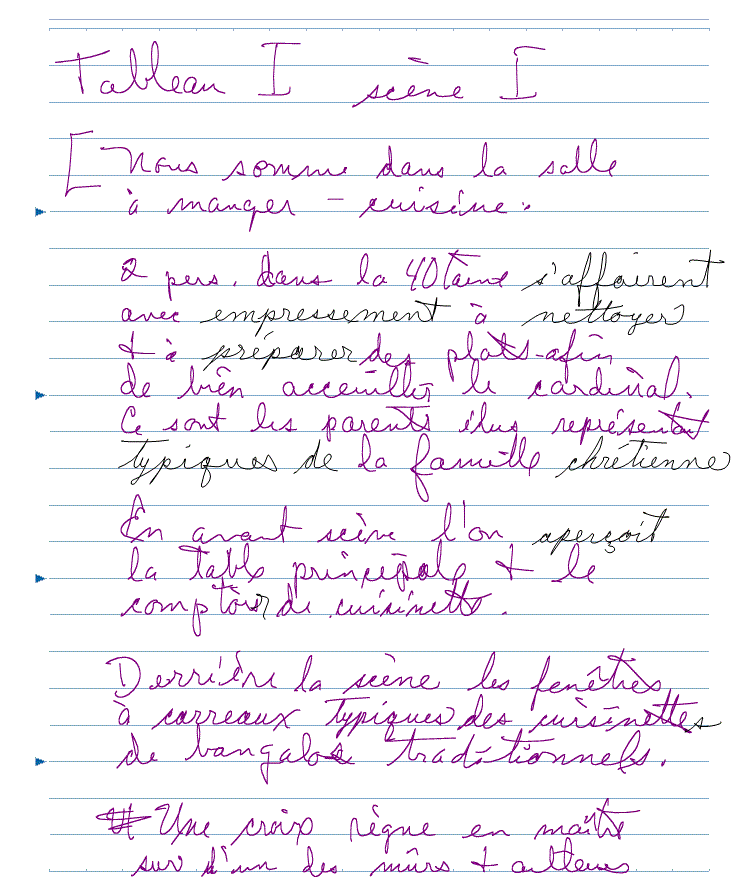 Tableau I scène I
[ Nous somme dans la salle
à manger - cuisine.
2 pers. dans la 40taine s'affairent
avec empressement à nettoyer
+ à préparer des plats afin
de bien acceuillir le cardinal.
Ce sont les parents élus représentant
typiques de la famille chrétienne
En avant scène l'on aperçoit
la table principale + le
comptoir de cuisinette.
Derrière la scène les fenêtres
à carreaux typiques des cuisinettes
de bangalos traditionnels.
# Une croix règne en maître
sur d'un des mûrs + ailleurs